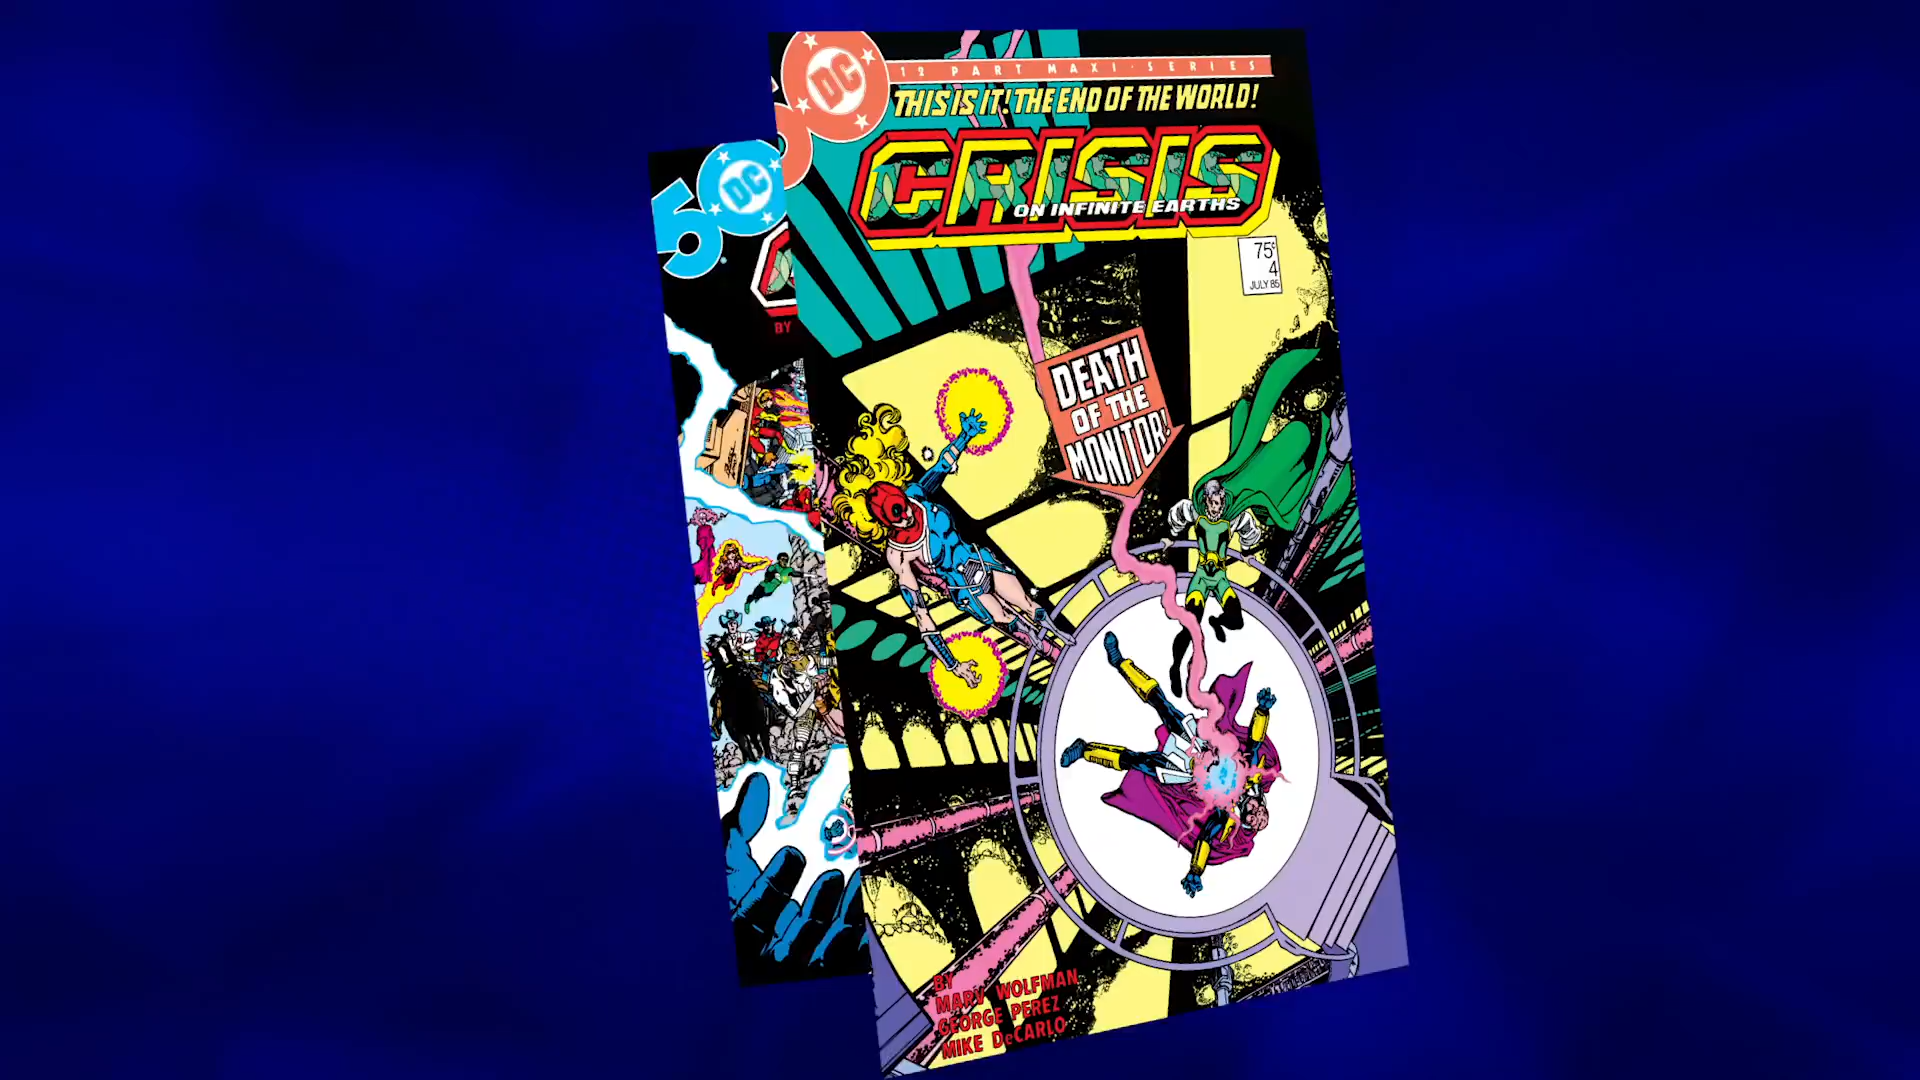 DC
12 PART MAXI-SERIES
THIS IS IT! THE END OF THE WORLD!
CRISIS
ON INFINITE EARTHS
75¢
4
JULY 85
DEATH
OF THE
MONITOR!
BY
MARV WOLFMAN
GEORGE PEREZ
MIKE DeCARLO
50
DC
BY